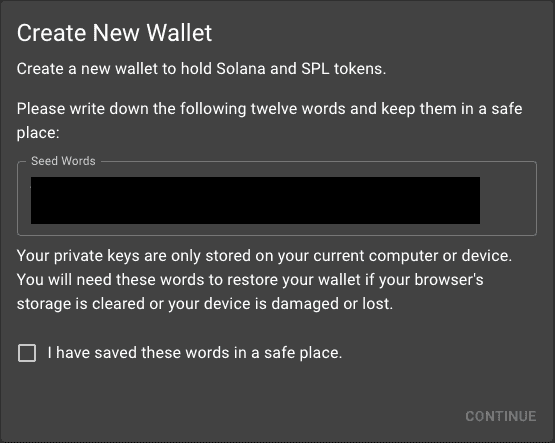 Create New Wallet
Create a new wallet to hold Solana and SPL tokens.
Please write down the following twelve words and keep them in a safe
place:
Seed Words
Your private keys are only stored on your current computer or device.
You will need these words to restore your wallet if your browser's
storage is cleared or your device is damaged or lost.
I have saved these words in a safe place.
CONTINUE